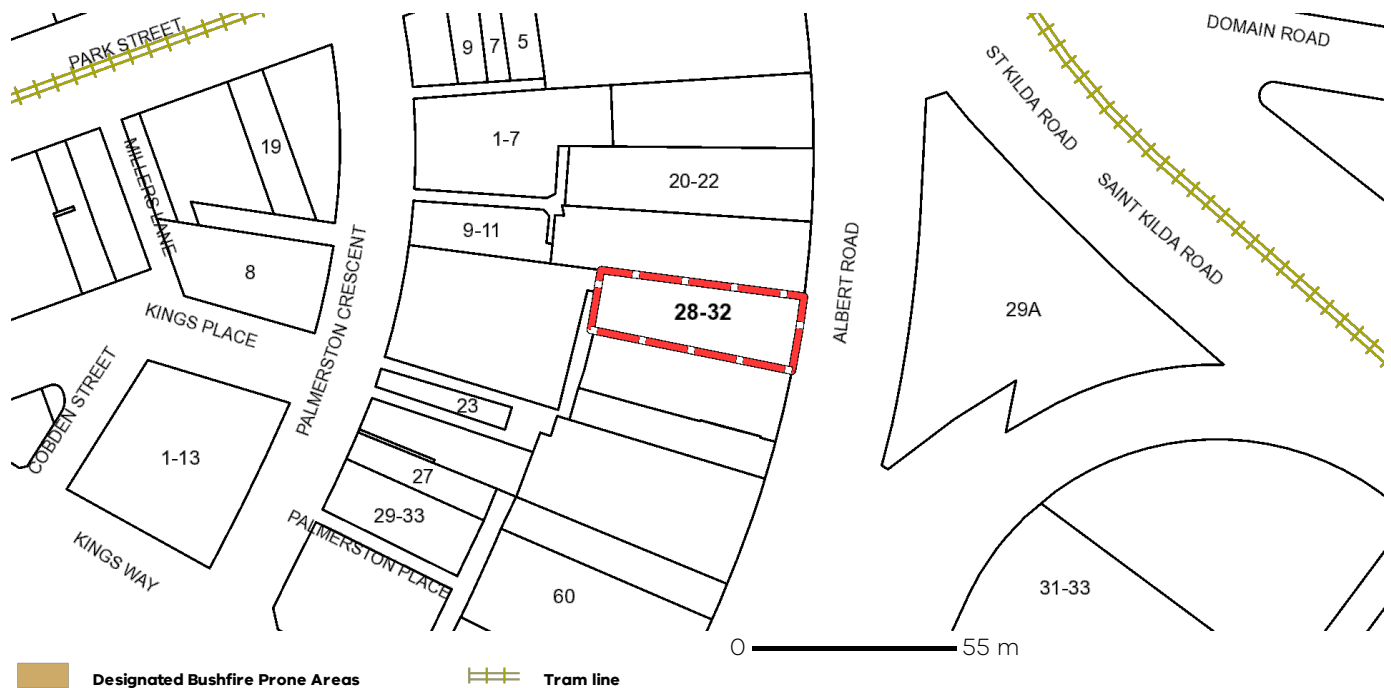 PARK STREET
9
7
5
DOMAIN ROAD
ST KILDA ROAD
19
1-7
MILLERS LANE
20-22
SAINT KILDA ROAD
9-11
8
ALBERT ROAD
KINGS PLACE
PALMERSTON CRESCENT
28-32
29A
COBDEN STREET
23
1-13
27
29-33
PALMERSTON PLACE
KINGS WAY
60
31-33
0 55 m
Designated Bushfire Prone Areas Tram line